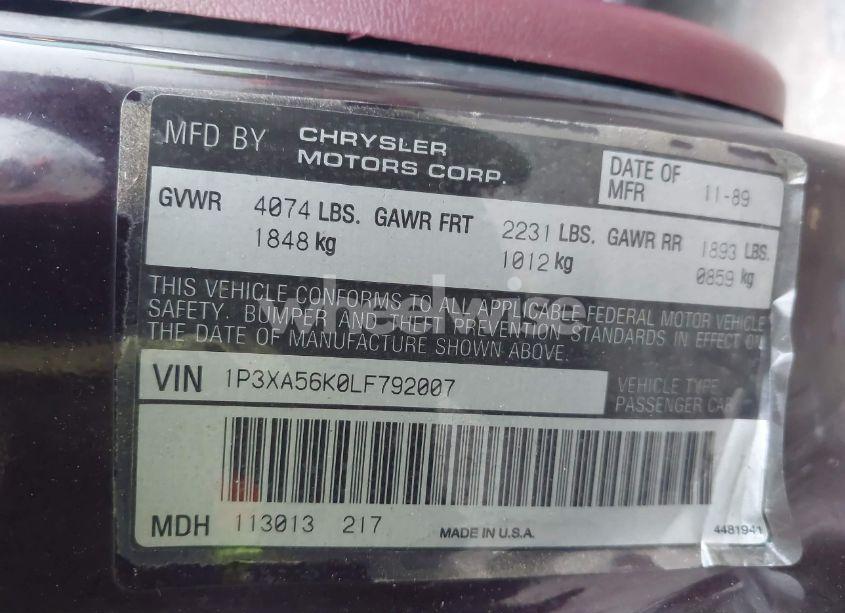 MFD BY CHRYSLER MOTORS CORP.
DATE OF MFR 11-89
GVWR 4074 LBS. GAWR FRT 2231 LBS. GAWR RR 1893 LBS.
1848 kg 1012 kg 0859 kg
THIS VEHICLE CONFORMS TO ALL APPLICABLE FEDERAL MOTOR VEHICLE
SAFETY, BUMPER AND THEFT PREVENTION STANDARDS IN EFFECT ON
THE DATE OF MANUFACTURE SHOWN ABOVE.
wheelwise
VIN 1P3XA56K0LF792007
VEHICLE TYPE
PASSENGER CAR
MDH 113013 217
MADE IN U.S.A.
4481941